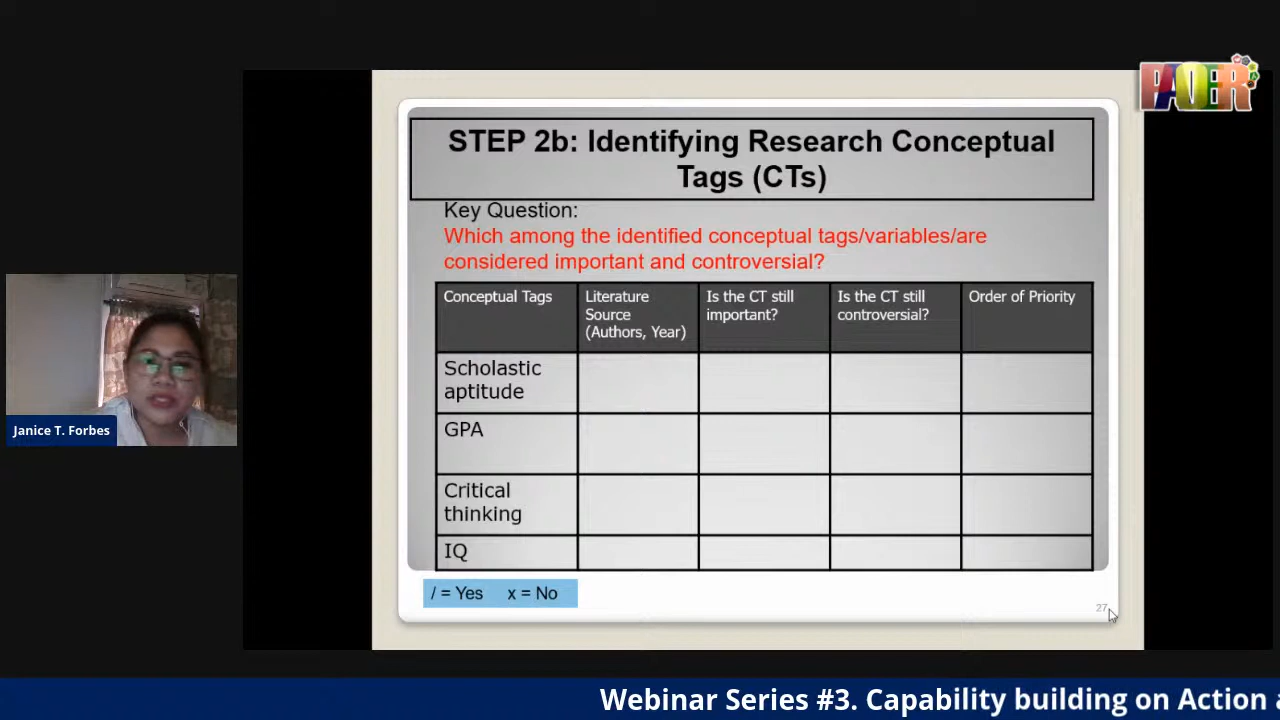 PAOER
STEP 2b: Identifying Research Conceptual
Tags (CTs)
Key Question:
Which among the identified conceptual tags/variables/are
considered important and controversial?
Conceptual Tags
Literature
Source
(Authors, Year)
Is the CT still
important?
Is the CT still
controversial?
Order of Priority
Scholastic
aptitude
GPA
Critical
thinking
IQ
/ = Yes x = No
27
Janice T. Forbes
Webinar Series #3. Capability building on Action